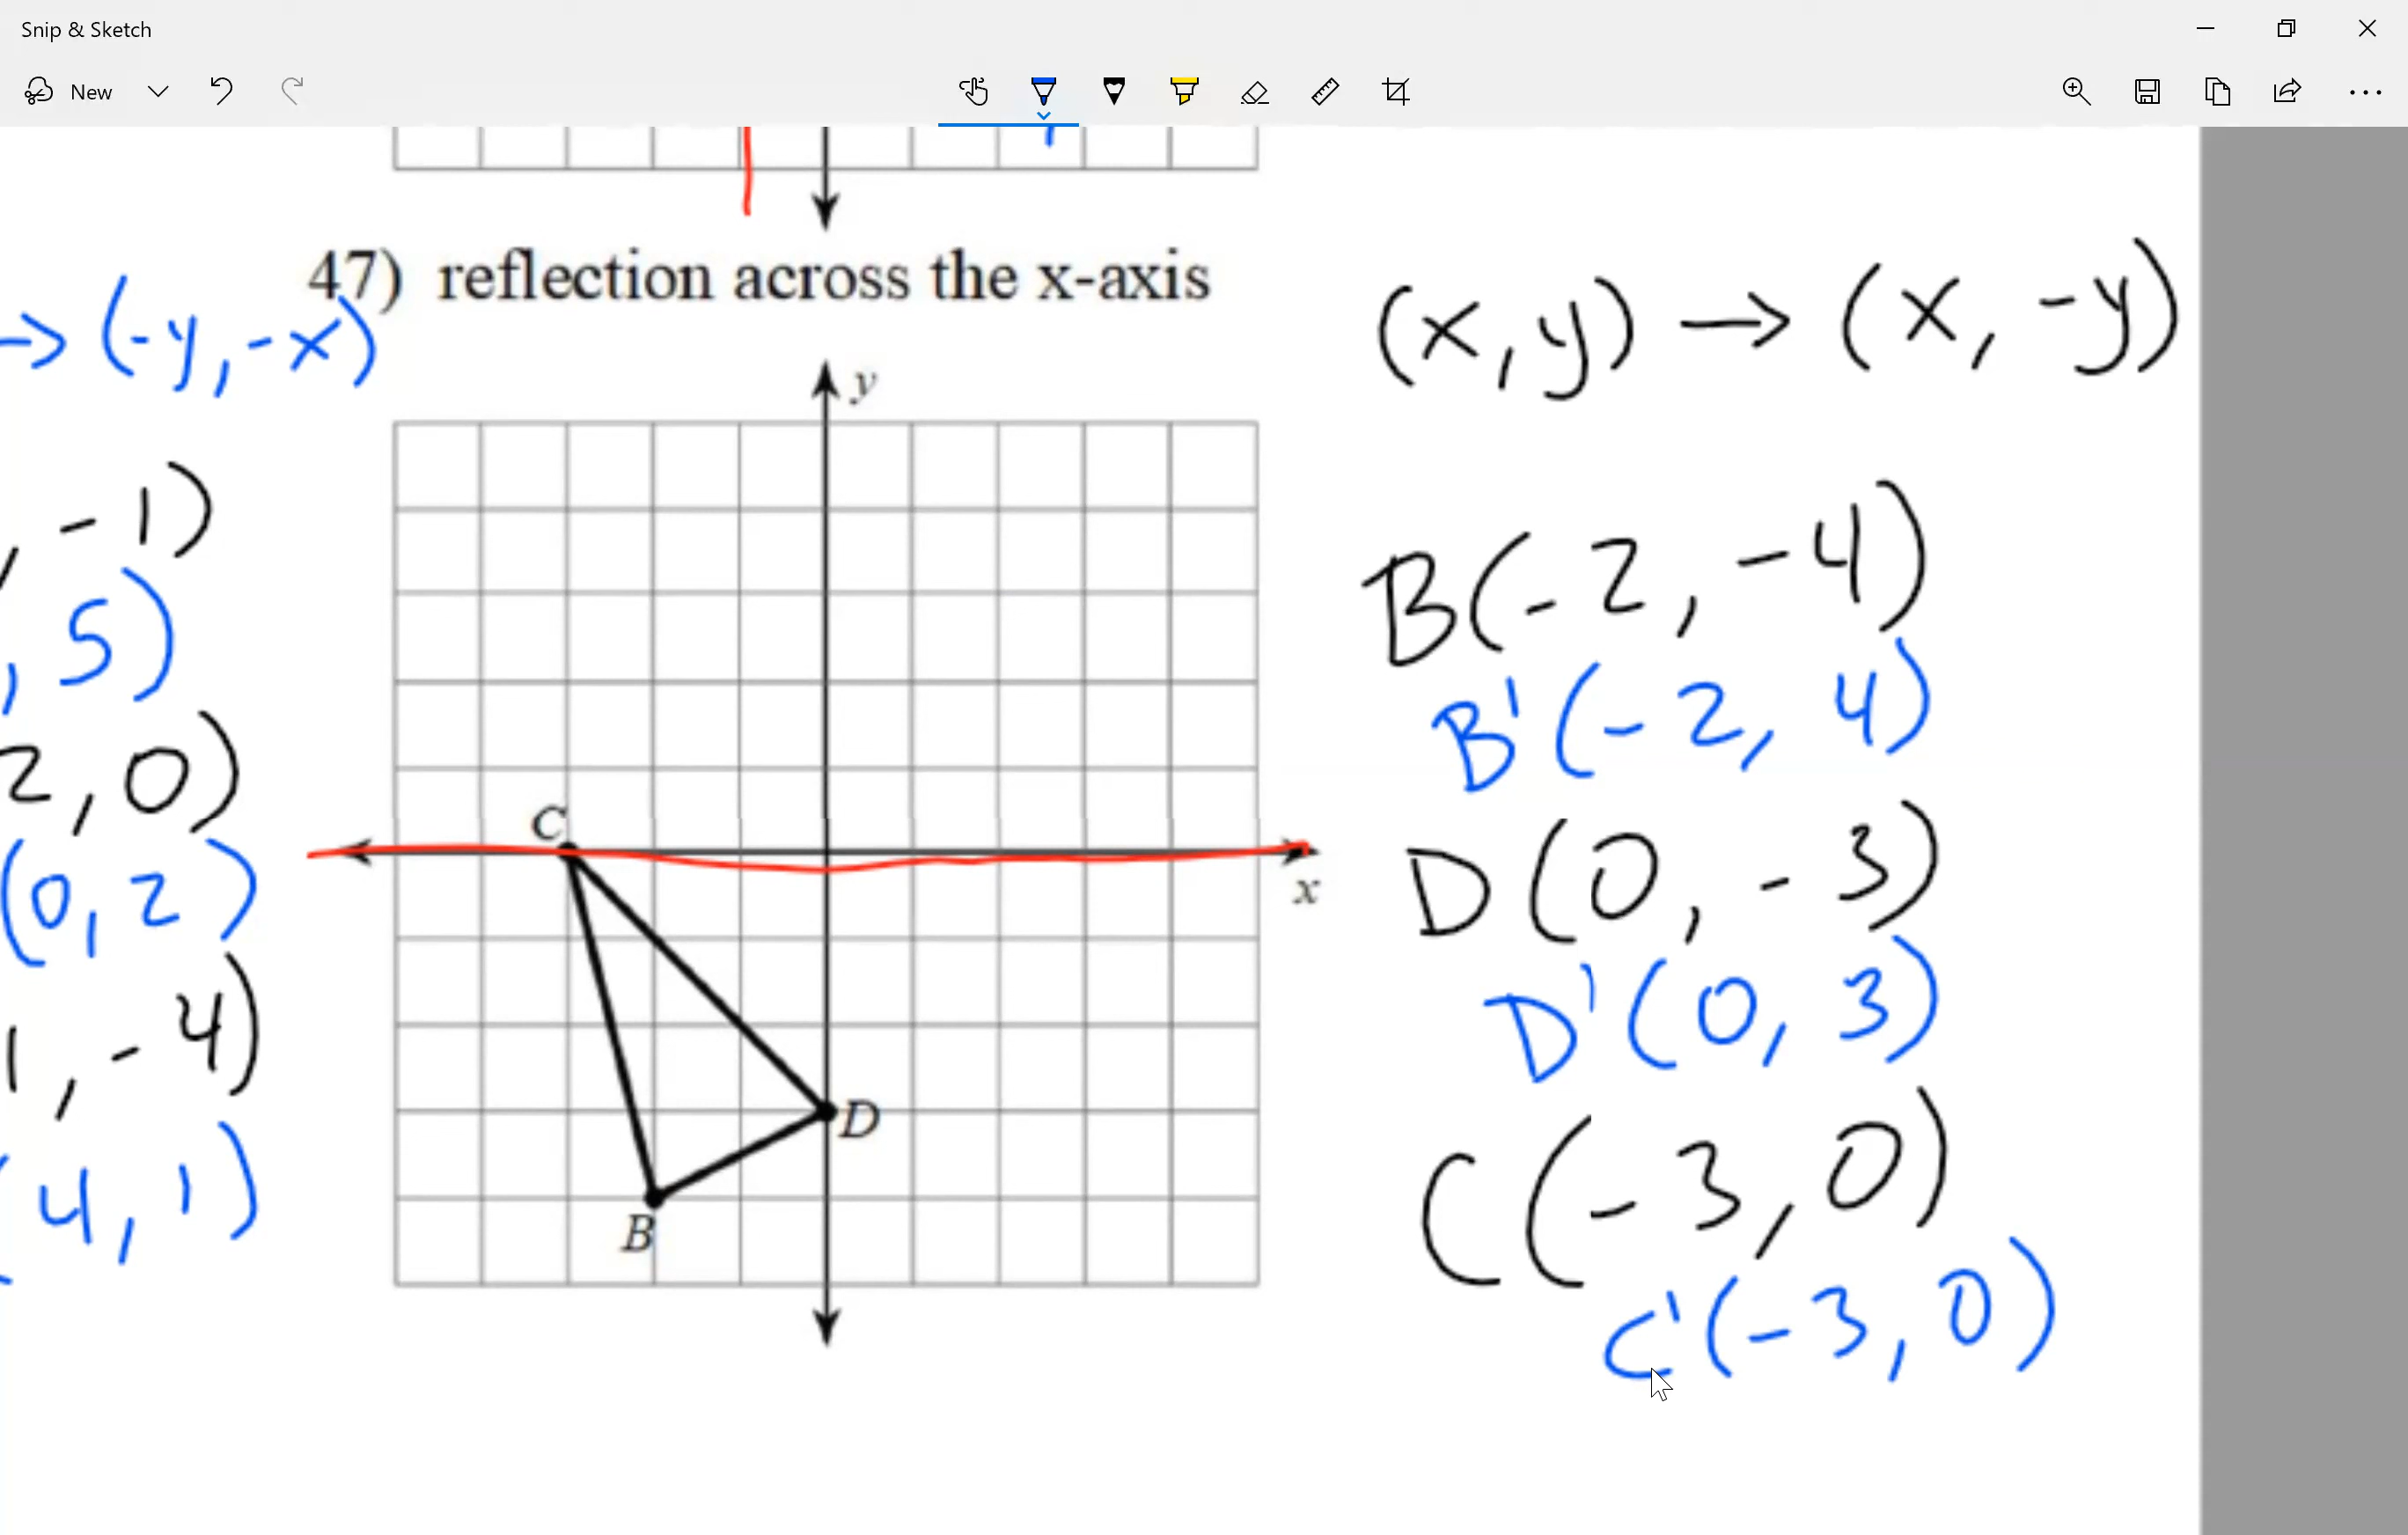 Snip & Sketch
New
47) reflection across the x-axis
→ (-y, -x)
(x, y) → (x, -y)
y
, -1)
, 5)
2, 0)
(0, 2)
1, -4)
(4, 1)
C
x
D
B
B(-2, -4)
B'(-2, 4)
D(0, -3)
D'(0, 3)
C(-3, 0)
C'(-3, 0)